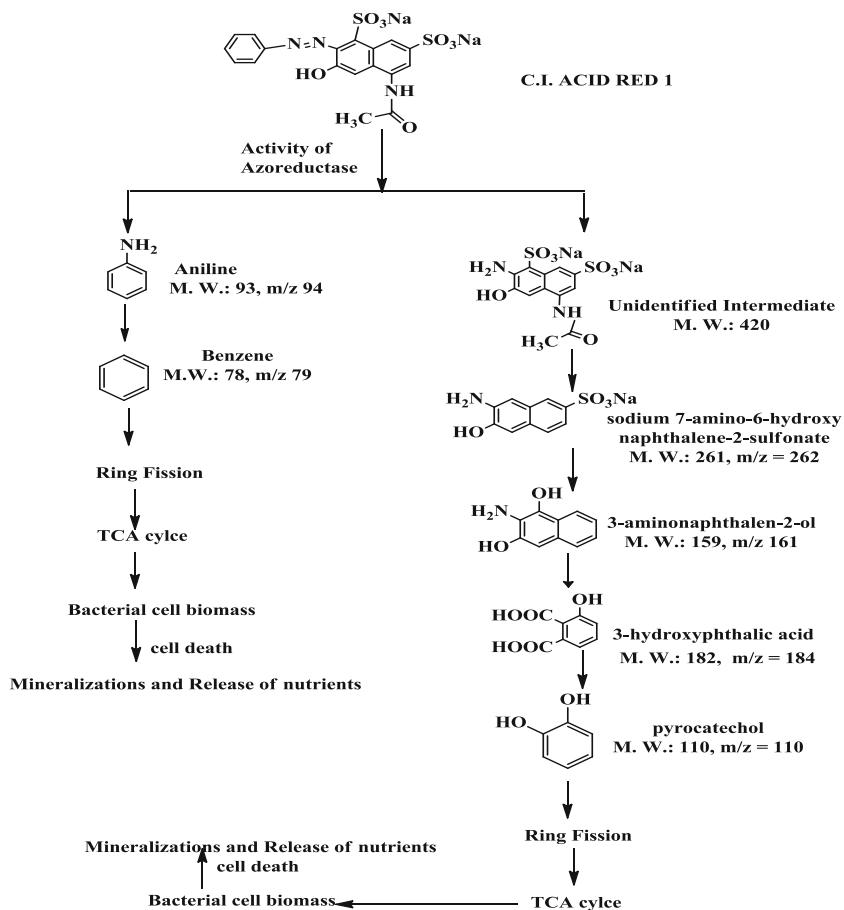 SO₃Na
SO₃Na
N=N
HO
NH
H₃C
O
C.I. ACID RED 1
Activity of
Azoreductase
NH₂
Aniline
M. W.: 93, m/z 94
Benzene
M.W.: 78, m/z 79
Ring Fission
TCA cylce
Bacterial cell biomass
cell death
Mineralizations and Release of nutrients
SO₃Na
H₂N
SO₃Na
HO
NH
H₃C
O
Unidentified Intermediate
M. W.: 420
H₂N
SO₃Na
HO
sodium 7-amino-6-hydroxy
naphthalene-2-sulfonate
M. W.: 261, m/z = 262
OH
H₂N
HO
3-aminonaphthalen-2-ol
M. W.: 159, m/z 161
OH
HOOC
HOOC
3-hydroxyphthalic acid
M. W.: 182, m/z = 184
OH
HO
pyrocatechol
M. W.: 110, m/z = 110
Ring Fission
TCA cylce
Bacterial cell biomass
cell death
Mineralizations and Release of nutrients